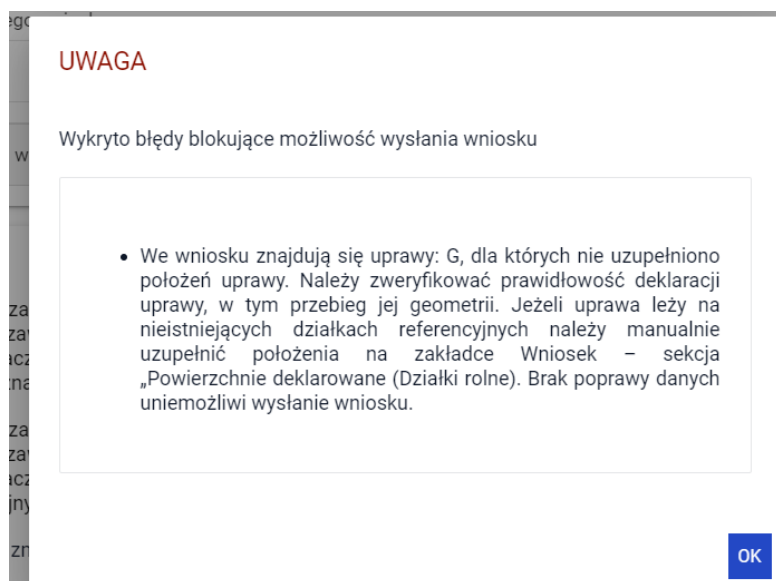 UWAGA
Wykryto błędy blokujące możliwość wysłania wniosku
• We wniosku znajdują się uprawy: G, dla których nie uzupełniono
położeń uprawy. Należy zweryfikować prawidłowość deklaracji
uprawy, w tym przebieg jej geometrii. Jeżeli uprawa leży na
nieistniejących działkach referencyjnych należy manualnie
uzupełnić położenia na zakładce Wniosek – sekcja
„Powierzchnie deklarowane (Działki rolne). Brak poprawy danych
uniemożliwi wysłanie wniosku.
OK